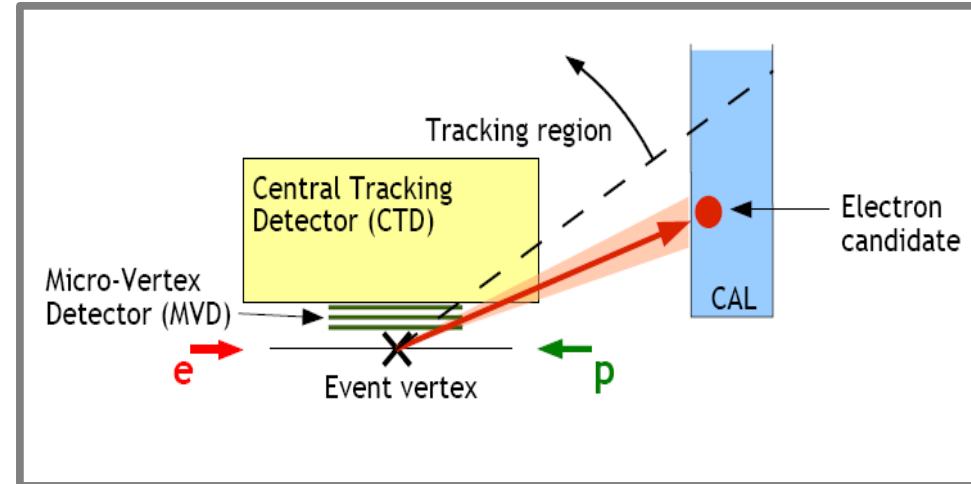 Tracking region
Central Tracking
Detector (CTD)
Electron
candidate
Micro-Vertex
Detector (MVD)
CAL
e
p
Event vertex